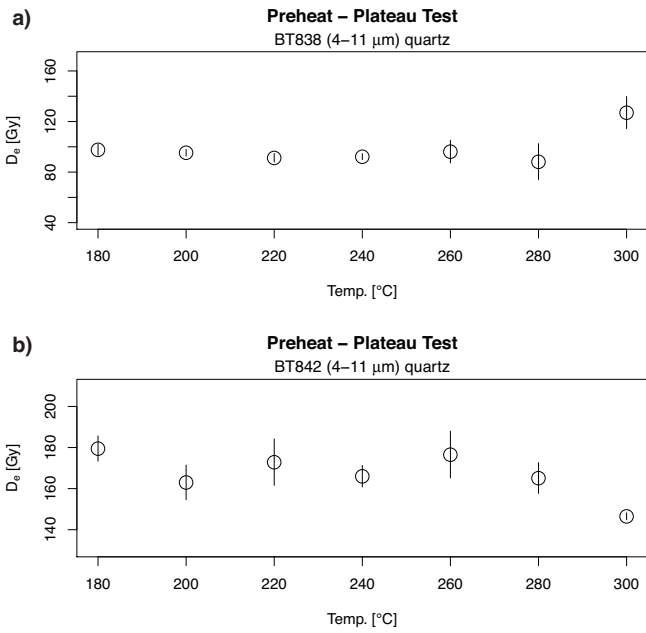 a)
Preheat – Plateau Test
BT838 (4–11 μm) quartz
Dₑ [Gy]
160
120
80
40
180 200 220 240 260 280 300
Temp. [°C]
b)
Preheat – Plateau Test
BT842 (4–11 μm) quartz
Dₑ [Gy]
200
180
160
140
180 200 220 240 260 280 300
Temp. [°C]